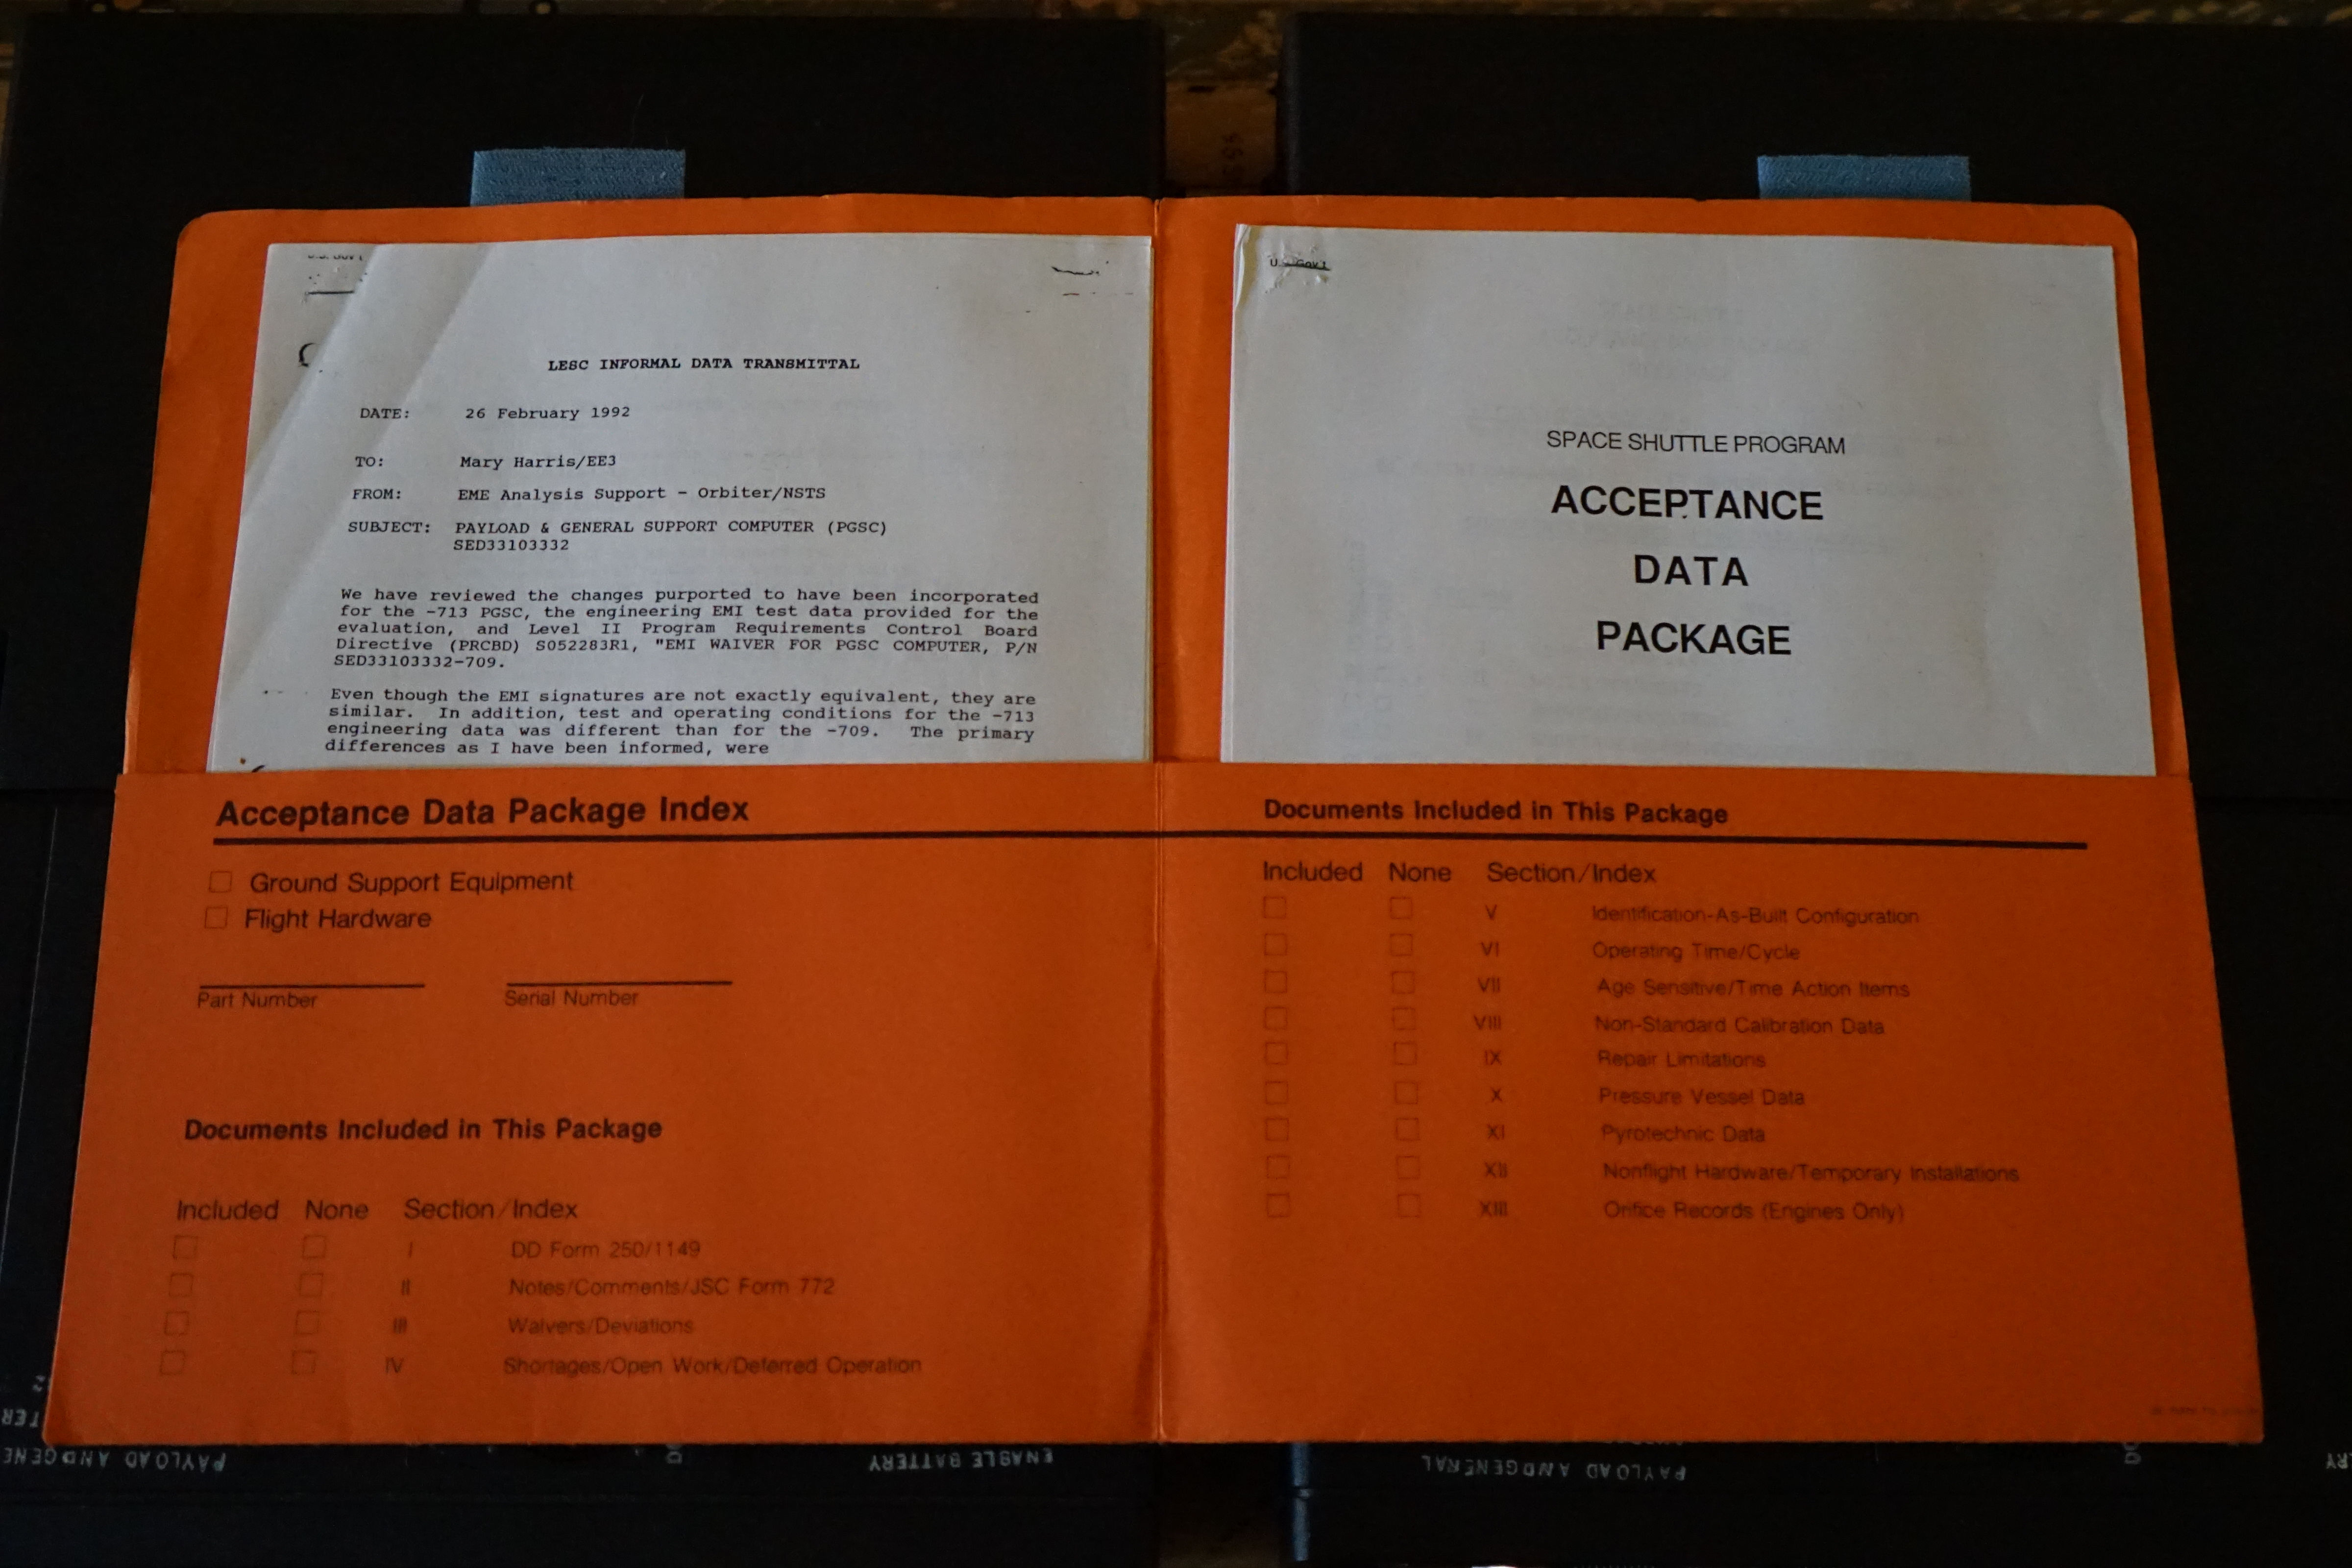 LESC INFORMAL DATA TRANSMITTAL
DATE: 26 February 1992
TO: Mary Harris/EE3
FROM: EME Analysis Support - Orbiter/NSTS
SUBJECT: PAYLOAD & GENERAL SUPPORT COMPUTER (PGSC)
SED33103332
We have reviewed the changes purported to have been incorporated
for the -713 PGSC, the engineering EMI test data provided for the
evaluation, and Level II Program Requirements Control Board
Directive (PRCBD) S052283R1, "EMI WAIVER FOR PGSC COMPUTER, P/N
SED33103332-709.
Even though the EMI signatures are not exactly equivalent, they are
similar. In addition, test and operating conditions for the -713
engineering data was different than for the -709. The primary
differences as I have been informed, were
SPACE SHUTTLE PROGRAM
ACCEPTANCE
DATA
PACKAGE
Acceptance Data Package Index
Ground Support Equipment
Flight Hardware
Part Number Serial Number
Documents Included in This Package
Included None Section/Index
I DD Form 250/1149
II Notes/Comments/JSC Form 772
III Waivers/Deviations
IV Shortages/Open Work/Deferred Operation
Documents Included in This Package
Included None Section/Index
V Identification-As-Built Configuration
VI Operating Time/Cycle
VII Age Sensitive/Time Action Items
VIII Non-Standard Calibration Data
IX Repair Limitations
X Pressure Vessel Data
XI Pyrotechnic Data
XII Nonflight Hardware/Temporary Installations
XIII Orifice Records (Engines Only)
PAYLOAD AND GENE
ENABLE BATTERY
PAYLOAD AND GENERAL